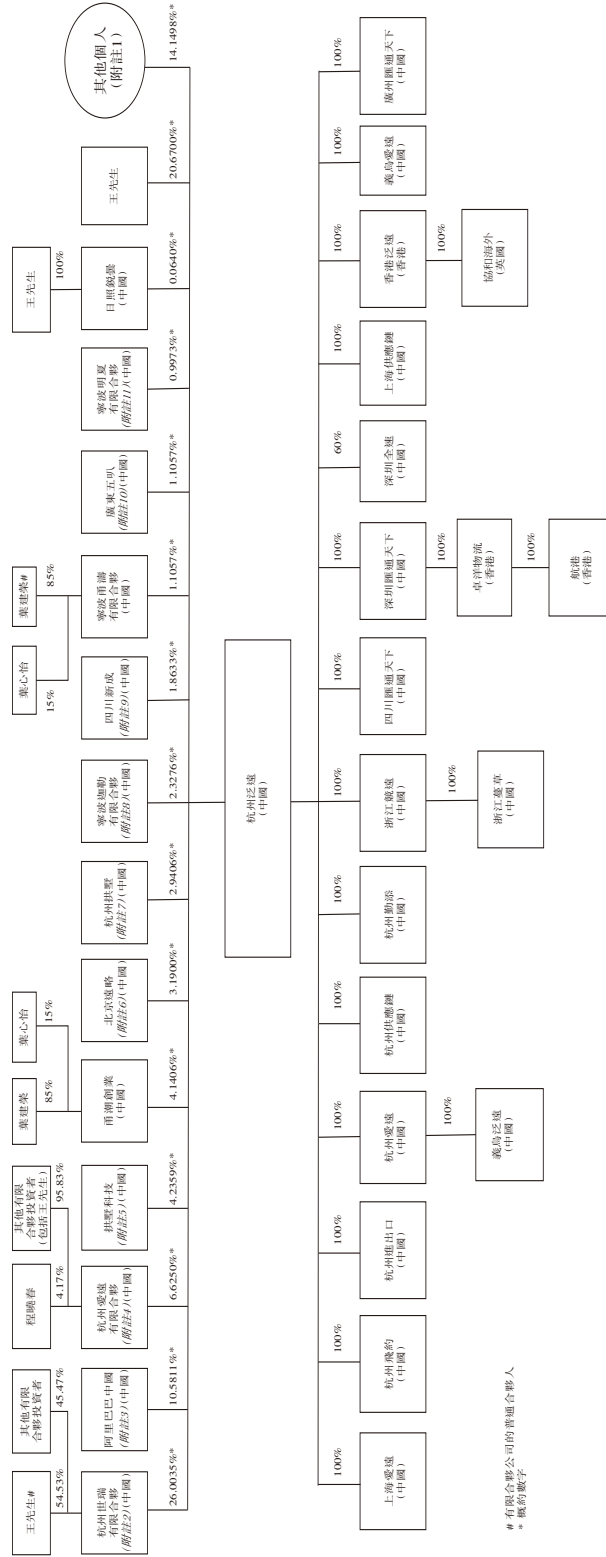 王先生#
其他有限
合夥投資者
程曉春
其他有限
合夥投資者
(包括王先生)
葉建榮
葉心怡
葉心怡
葉建榮#
王先生
54.53%
45.47%
4.17%
95.83%
85%
15%
15%
85%
100%
杭州世瑞
有限合夥
(附註2)(中國)
阿里巴巴中國
(附註3)(中國)
杭州愛遠
有限合夥
(附註4)(中國)
拱墅科技
(附註5)(中國)
甬潮創業
(中國)
北京遠略
(附註6)(中國)
杭州拱墅
(附註7)(中國)
寧波迦勒
有限合夥
(附註8)(中國)
四川新成
(附註9)(中國)
寧波甬濤
有限合夥
(中國)
廣東五叭
(附註10)(中國)
寧波明夏
有限合夥
(附註11)(中國)
日照銳曇
(中國)
王先生
其他個人
(附註1)
26.0035%*
10.5811%*
6.6250%*
4.2359%*
4.1406%*
3.1900%*
2.9406%*
2.3276%*
1.8633%*
1.1057%*
1.1057%*
0.9973%*
0.0640%*
20.6700%*
14.1498%*
杭州泛遠
(中國)
100%
100%
100%
100%
100%
100%
100%
100%
100%
60%
100%
100%
100%
100%
上海愛遠
(中國)
杭州飛約
(中國)
杭州進出口
(中國)
杭州愛遠
(中國)
杭州供應鏈
(中國)
杭州勤添
(中國)
浙江競遠
(中國)
四川匯通天下
(中國)
深圳匯通天下
(中國)
深圳全速
(中國)
上海供應鏈
(中國)
香港泛遠
(香港)
義烏愛遠
(中國)
廣州匯通天下
(中國)
100%
100%
100%
100%
義烏泛遠
(中國)
浙江蔓草
(中國)
卓洋物流
(香港)
協和海外
(英國)
100%
航港
(香港)
# 有限合夥公司的普通合夥人
* 概約數字